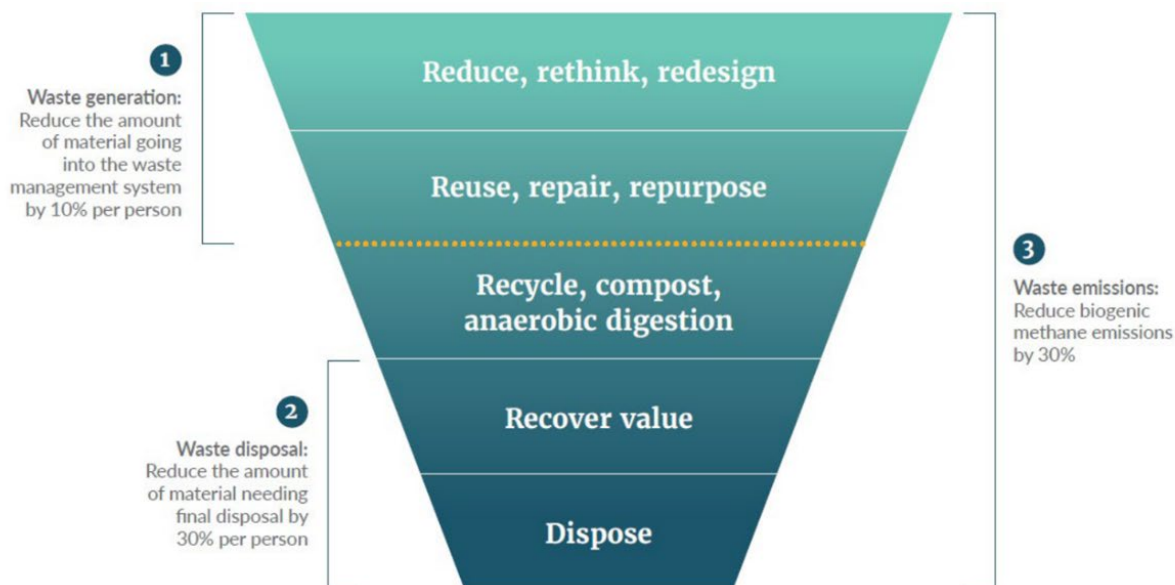 1
Waste generation:
Reduce the amount
of material going
into the waste
management system
by 10% per person
Reduce, rethink, redesign
Reuse, repair, repurpose
Recycle, compost,
anaerobic digestion
Recover value
Dispose
2
Waste disposal:
Reduce the amount
of material needing
final disposal by
30% per person
3
Waste emissions:
Reduce biogenic
methane emissions
by 30%